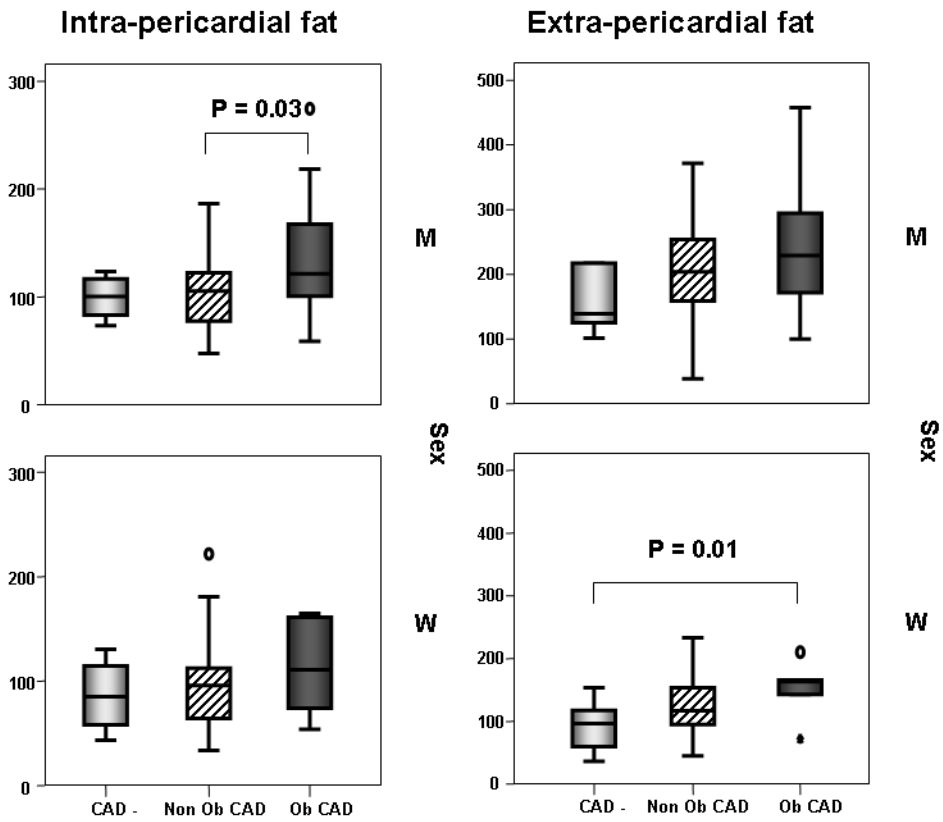 Intra-pericardial fat
Extra-pericardial fat
300
200
100
0
P = 0.03
M
500
400
300
200
100
0
M
Sex
Sex
300
200
100
0
W
CAD -
Non Ob CAD
Ob CAD
500
400
300
200
100
0
P = 0.01
W
CAD -
Non Ob CAD
Ob CAD